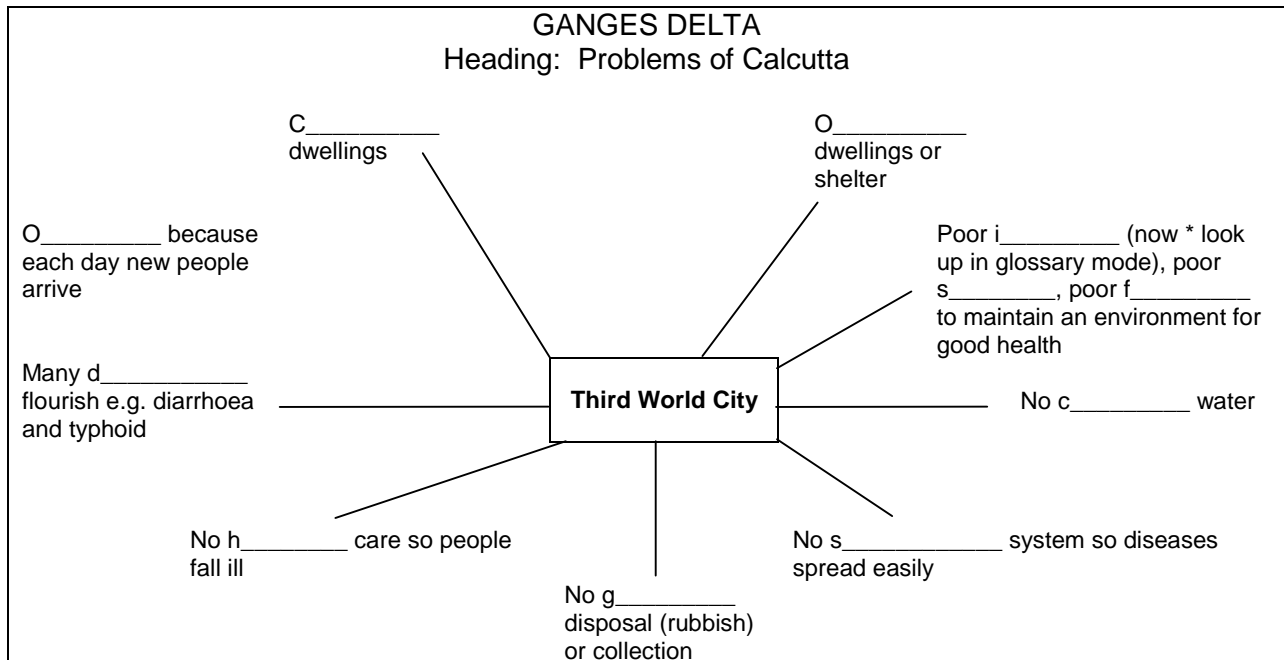 GANGES DELTA
Heading: Problems of Calcutta
C__________
dwellings
O__________
dwellings or
shelter
O_________ because
each day new people
arrive
Poor i_________ (now * look
up in glossary mode), poor
s________, poor f_________
to maintain an environment for
good health
Many d___________
flourish e.g. diarrhoea
and typhoid
Third World City
No c_________ water
No h________ care so people
fall ill
No s____________ system so diseases
spread easily
No g_________
disposal (rubbish)
or collection